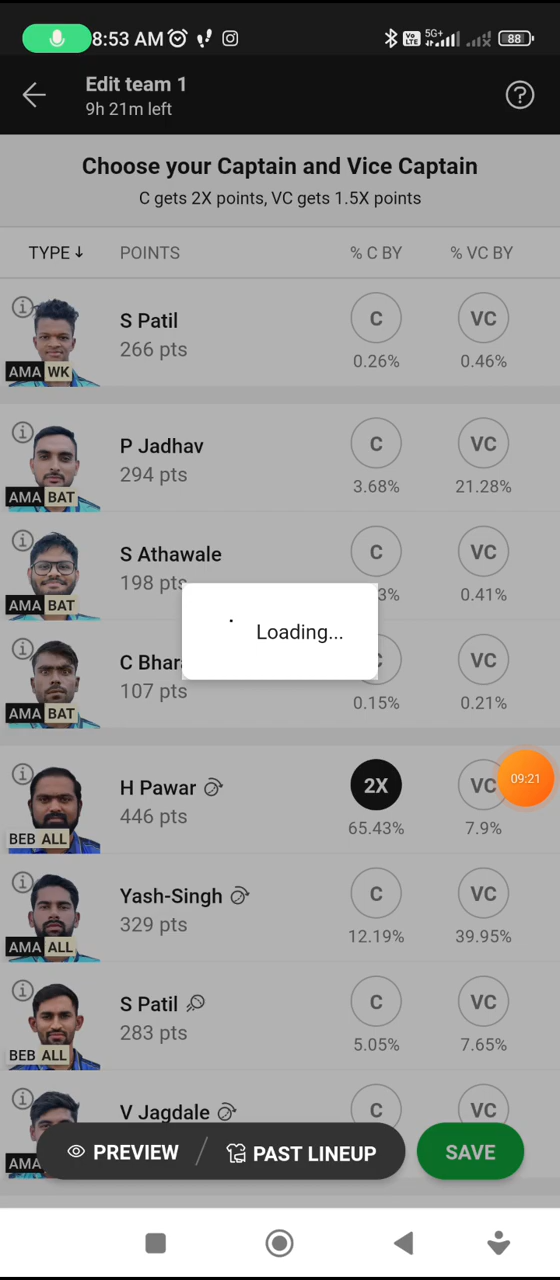 8:53 AM
Vo LTE 5G+ 88
Edit team 1
9h 21m left
Choose your Captain and Vice Captain
C gets 2X points, VC gets 1.5X points
TYPE ↓ POINTS % C BY % VC BY
S Patil C VC
266 pts 0.26% 0.46%
AMA WK
P Jadhav C VC
294 pts 3.68% 21.28%
AMA BAT
S Athawale C VC
198 pts 3% 0.41%
AMA BAT
Loading...
C Bhar VC
107 pts 0.15% 0.21%
AMA BAT
H Pawar 2X VC 09:21
446 pts 65.43% 7.9%
BEB ALL
Yash-Singh C VC
329 pts 12.19% 39.95%
AMA ALL
S Patil C VC
283 pts 5.05% 7.65%
BEB ALL
V Jagdale C VC
AMA
PREVIEW / PAST LINEUP SAVE